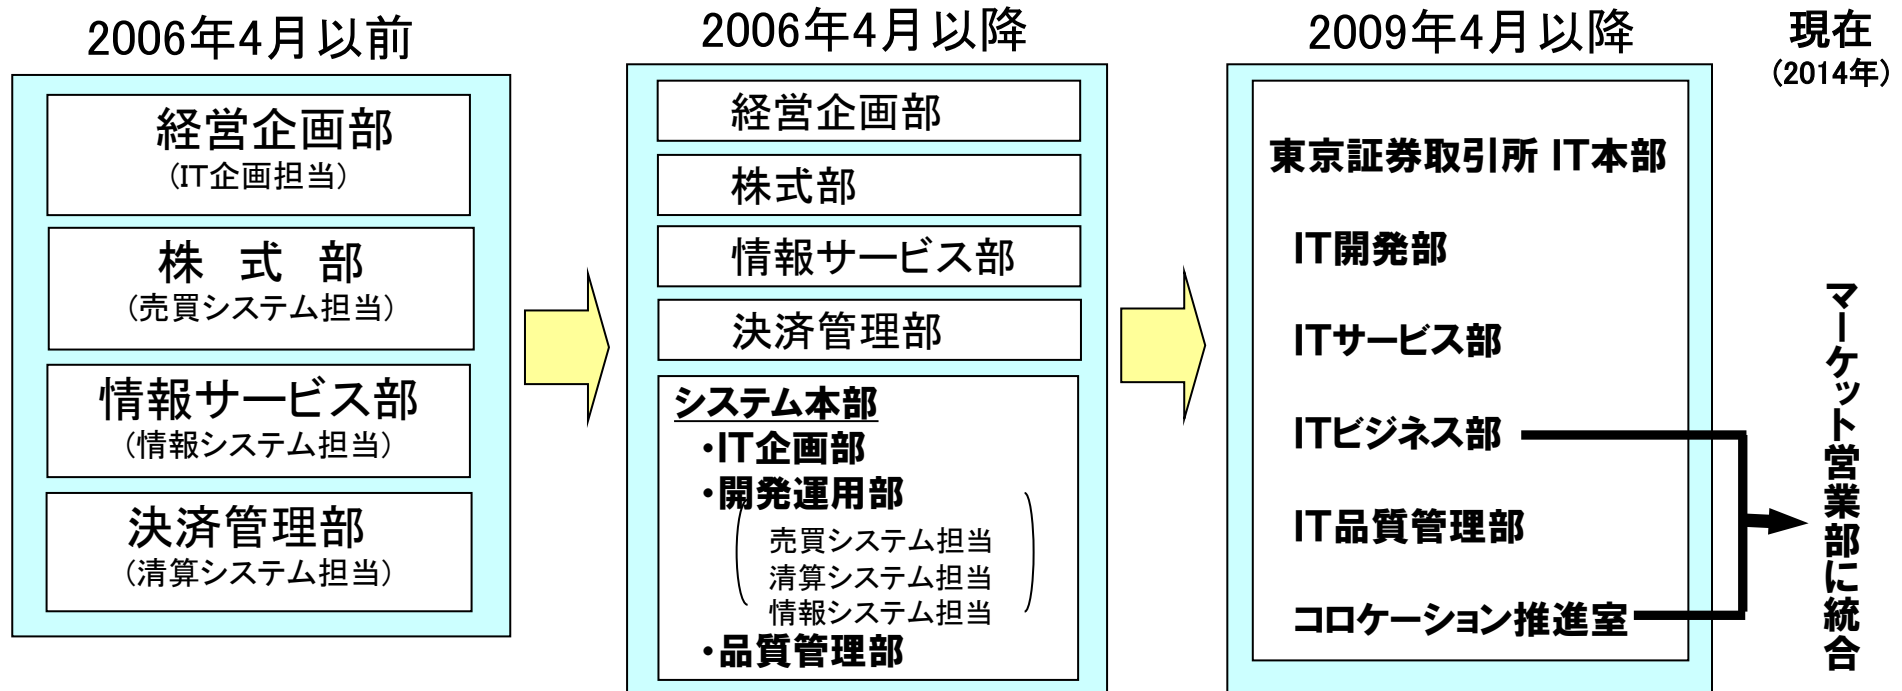 2006年4月以前
経営企画部
(IT企画担当)
株 式 部
(売買システム担当)
情報サービス部
(情報システム担当)
決済管理部
(清算システム担当)
2006年4月以降
経営企画部
株式部
情報サービス部
決済管理部
システム本部
・IT企画部
・開発運用部
売買システム担当
清算システム担当
情報システム担当
・品質管理部
2009年4月以降
東京証券取引所 IT本部
IT開発部
ITサービス部
ITビジネス部
IT品質管理部
コロケーション推進室
現在
(2014年)
マーケット営業部に統合